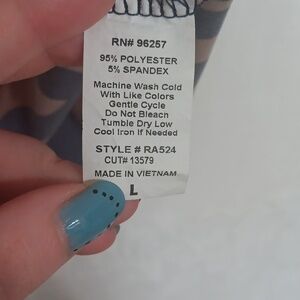 RN# 96257
95% POLYESTER
5% SPANDEX
Machine Wash Cold
With Like Colors
Gentle Cycle
Do Not Bleach
Tumble Dry Low
Cool Iron If Needed
STYLE # RA524
CUT# 13579
MADE IN VIETNAM
L